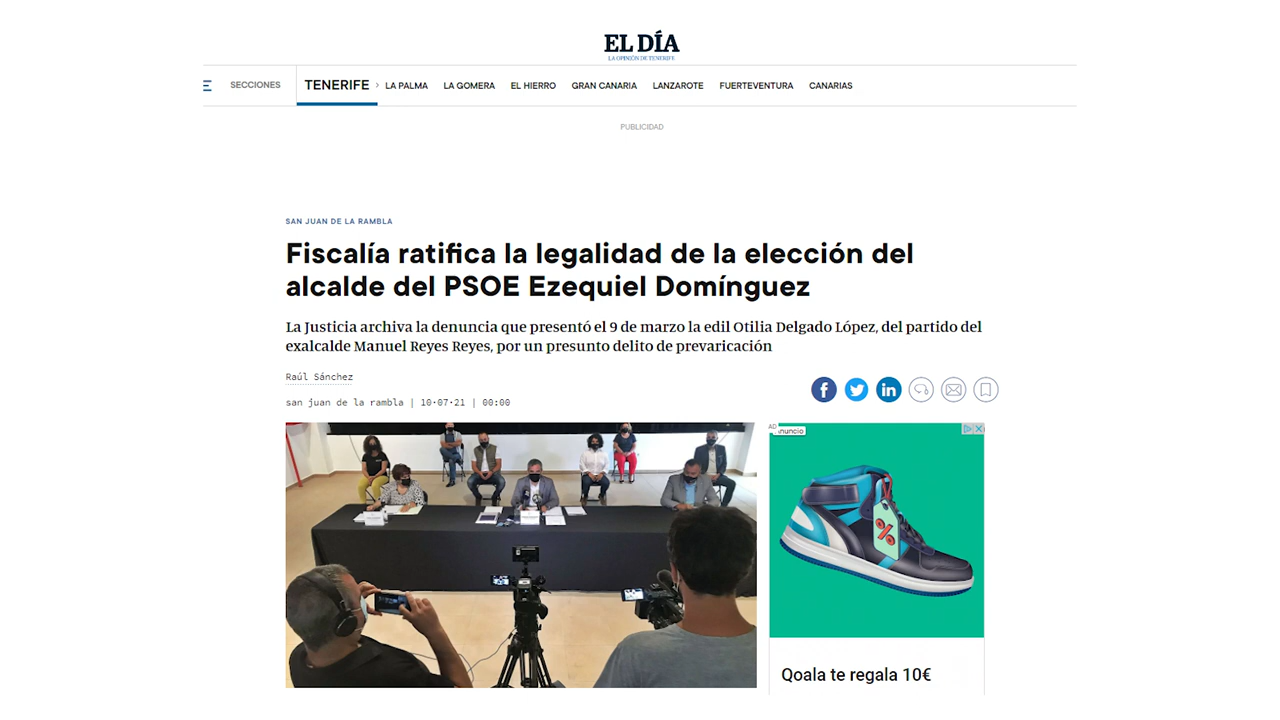 EL DÍA
LA OPINIÓN DE TENERIFE
SECCIONES
TENERIFE › LA PALMA LA GOMERA EL HIERRO GRAN CANARIA LANZAROTE FUERTEVENTURA CANARIAS
PUBLICIDAD
SAN JUAN DE LA RAMBLA
Fiscalía ratifica la legalidad de la elección del
alcalde del PSOE Ezequiel Domínguez
La Justicia archiva la denuncia que presentó el 9 de marzo la edil Otilia Delgado López, del partido del
exalcalde Manuel Reyes Reyes, por un presunto delito de prevaricación
Raúl Sánchez
san juan de la rambla | 10·07·21 | 00:00
AD
%
Qoala te regala 10€